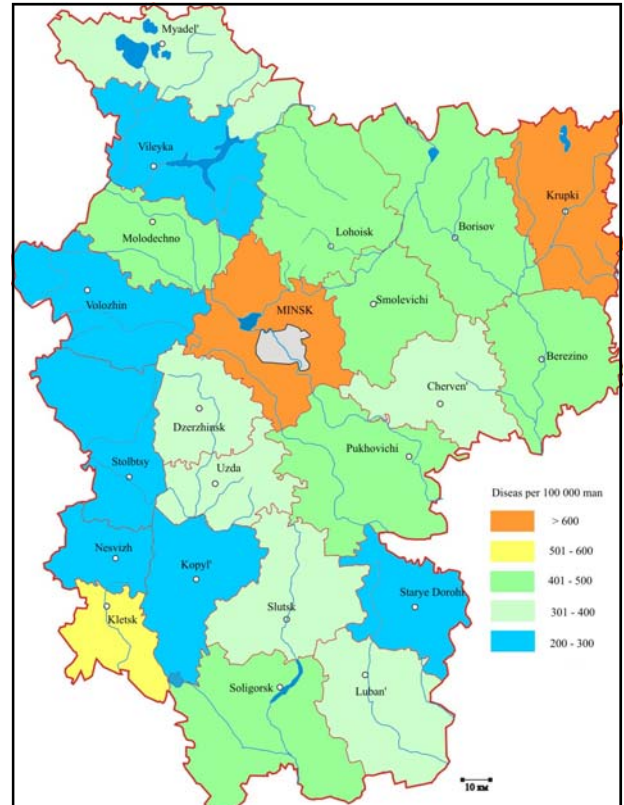 Myadel'
Vileyka
Krupki
Molodechno
Lohoisk
Borisov
Volozhin
MINSK
Smolevichi
Berezino
Cherven'
Dzerzhinsk
Pukhovichi
Uzda
Stolbtsy
Diseas per 100 000 man
> 600
501 - 600
401 - 500
301 - 400
200 - 300
Nesvizh
Kopyl'
Starye Dorohi
Kletsk
Slutsk
Soligorsk
Luban'
10 км